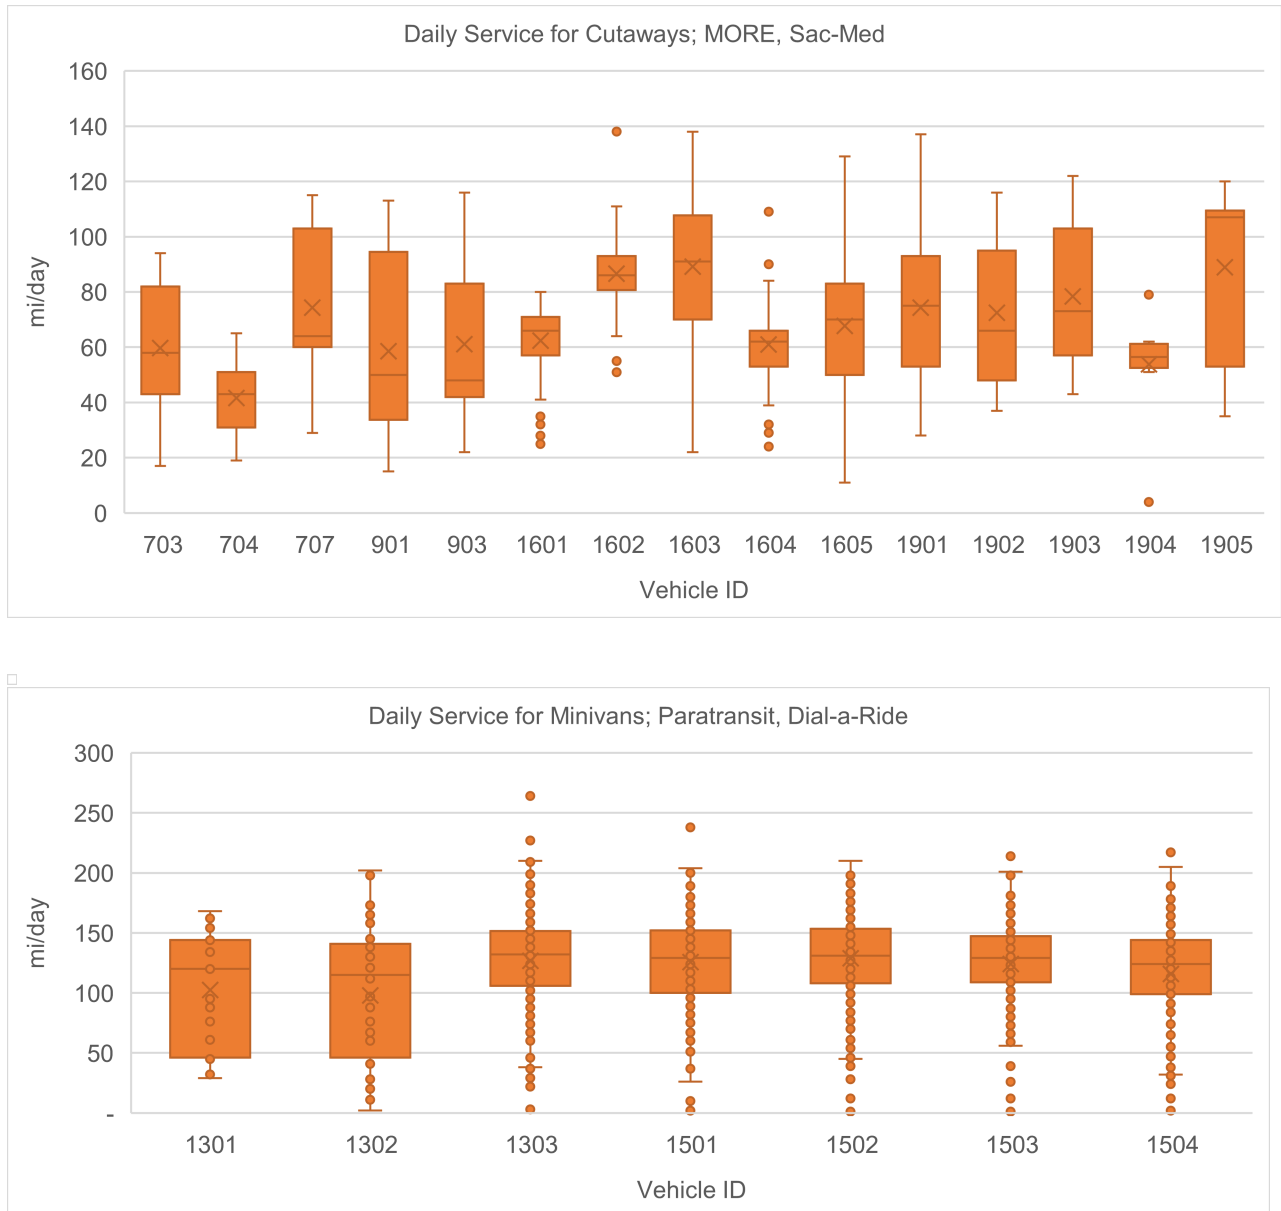 Daily Service for Cutaways; MORE, Sac-Med
160
140
120
100
80
60
40
20
0
mi/day
703 704 707 901 903 1601 1602 1603 1604 1605 1901 1902 1903 1904 1905
Vehicle ID
Daily Service for Minivans; Paratransit, Dial-a-Ride
300
250
200
150
100
50
-
mi/day
1301 1302 1303 1501 1502 1503 1504
Vehicle ID